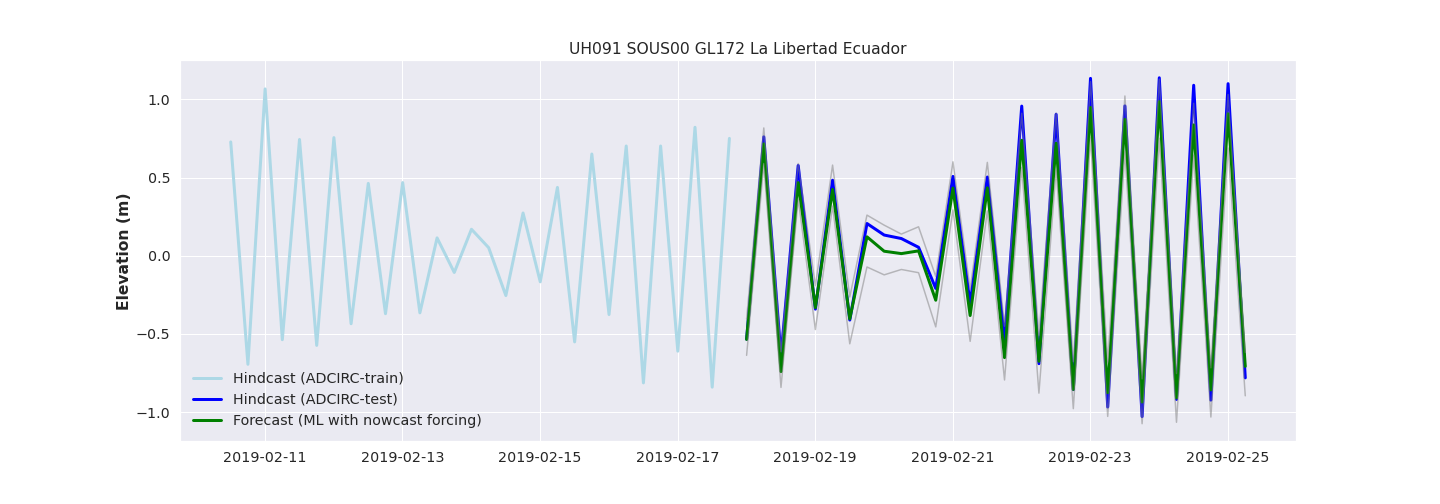 UH091 SOUS00 GL172 La Libertad Ecuador
Elevation (m)
1.0
0.5
0.0
−0.5
−1.0
Hindcast (ADCIRC-train)
Hindcast (ADCIRC-test)
Forecast (ML with nowcast forcing)
2019-02-11 2019-02-13 2019-02-15 2019-02-17 2019-02-19 2019-02-21 2019-02-23 2019-02-25